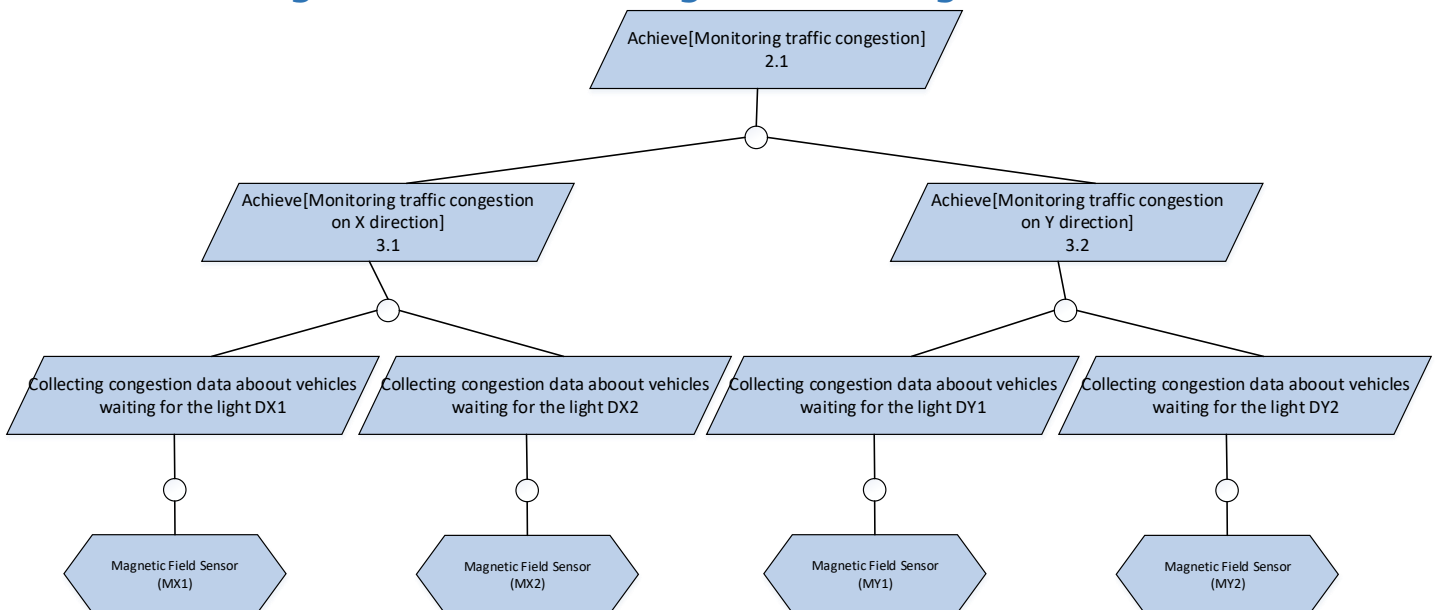 Achieve[Monitoring traffic congestion]
2.1
Achieve[Monitoring traffic congestion
on X direction]
3.1
Achieve[Monitoring traffic congestion
on Y direction]
3.2
Collecting congestion data aboout vehicles
waiting for the light DX1
Collecting congestion data aboout vehicles
waiting for the light DX2
Collecting congestion data aboout vehicles
waiting for the light DY1
Collecting congestion data aboout vehicles
waiting for the light DY2
Magnetic Field Sensor
(MX1)
Magnetic Field Sensor
(MX2)
Magnetic Field Sensor
(MY1)
Magnetic Field Sensor
(MY2)